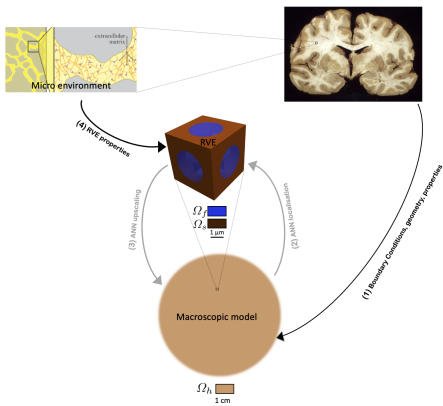 extracellular
matrix
Micro environment
(4) RVE properties
RVE
(3) ANN upscaling
(2) ANN localisation
(1) Boundary Conditions, geometry, properties
Ωf
Ωs
1 μm
Macroscopic model
Ωh
1 cm